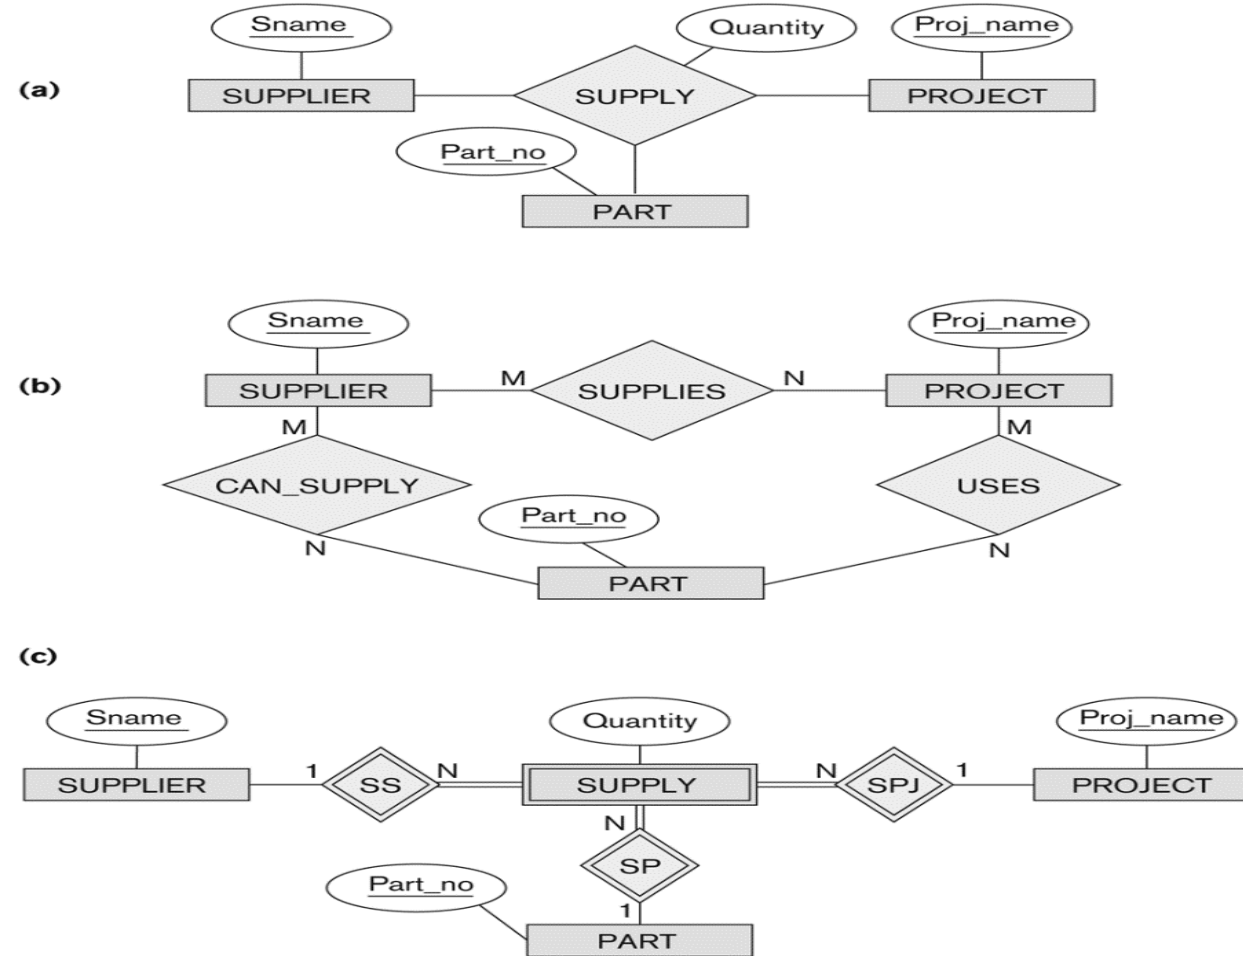 (a)
Sname
Quantity
Proj_name
SUPPLIER
SUPPLY
PROJECT
Part_no
PART
(b)
Sname
Proj_name
SUPPLIER
M
SUPPLIES
N
PROJECT
M
M
CAN_SUPPLY
USES
Part_no
N
N
PART
(c)
Sname
Quantity
Proj_name
SUPPLIER
1
SS
N
SUPPLY
N
SPJ
1
PROJECT
N
SP
Part_no
1
PART